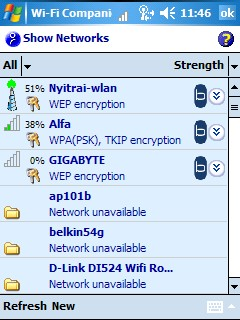 Wi-Fi Compani 11:46 ok
Show Networks
All Strength
51% Nyitrai-wlan
WEP encryption
38% Alfa
WPA(PSK), TKIP encryption
0% GIGABYTE
WEP encryption
ap101b
Network unavailable
belkin54g
Network unavailable
D-Link DI524 Wifi Ro...
Network unavailable
Refresh New